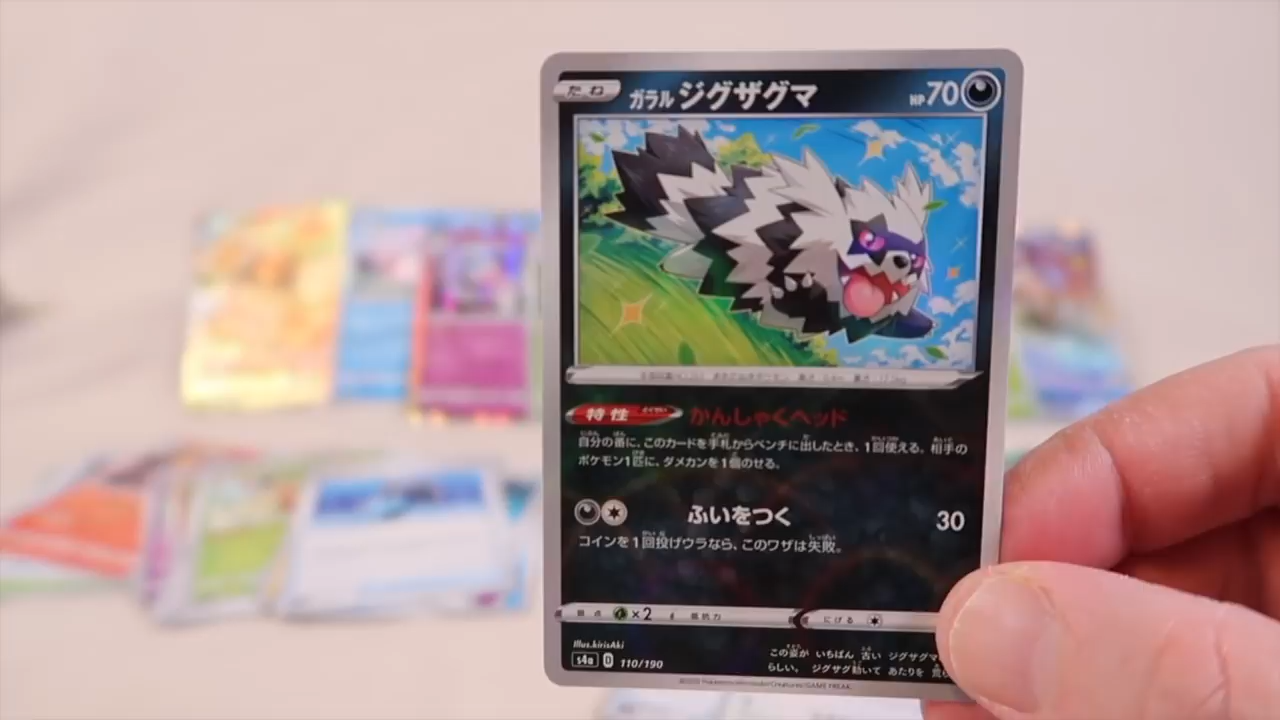 たね ガラル ジグザグマ HP70
特性 かんしゃくヘッド
自分の番に、このカードを手札からベンチに出したとき、1回使える。相手の
ポケモン1匹に、ダメカンを1個のせる。
ふいをつく 30
コインを1回投げウラなら、このワザは失敗。
弱点 ×2 抵抗力 にげる
Illus.kirisAki
この姿が いちばん 古い ジグザグマ
s4a D 110/190
らしい。 ジグザグ動いて あたりを 荒ら